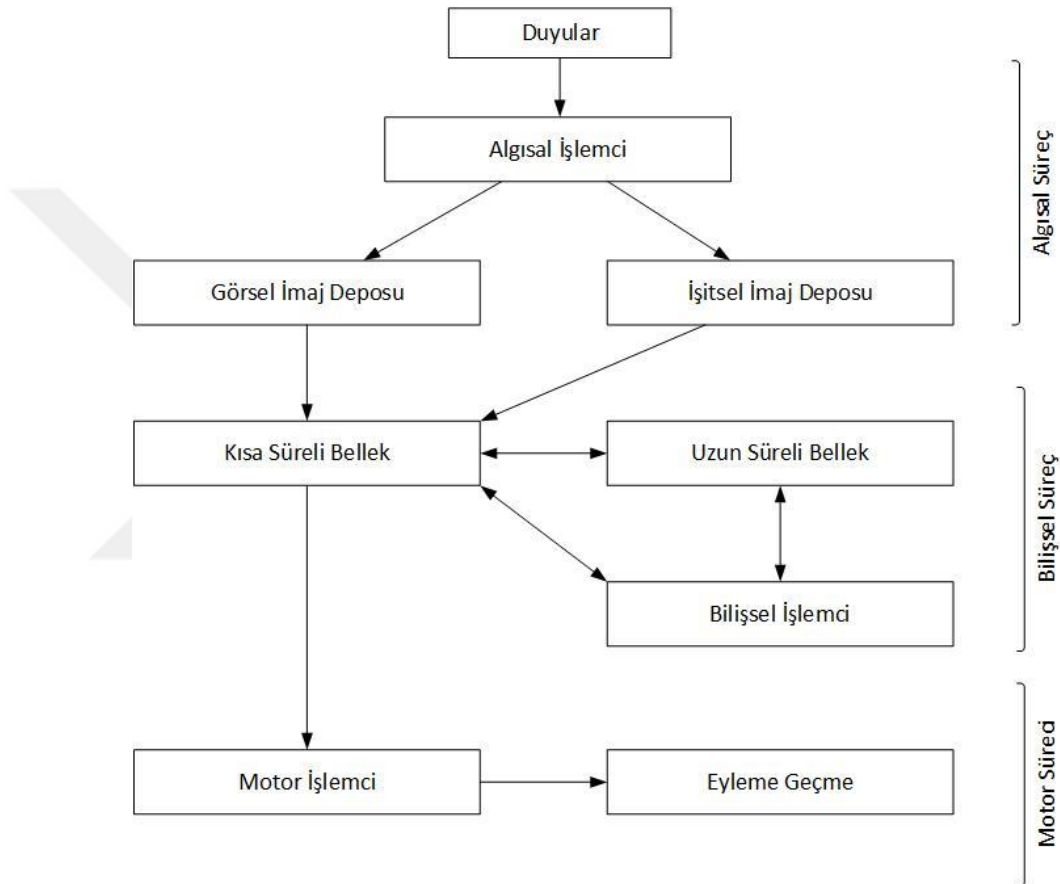 Duyular
Algısal İşlemci
Algısal Süreç
Görsel İmaj Deposu
İşitsel İmaj Deposu
Kısa Süreli Bellek
Uzun Süreli Bellek
Bilişsel Süreç
Bilişsel İşlemci
Motor İşlemci
Eyleme Geçme
Motor Süreci